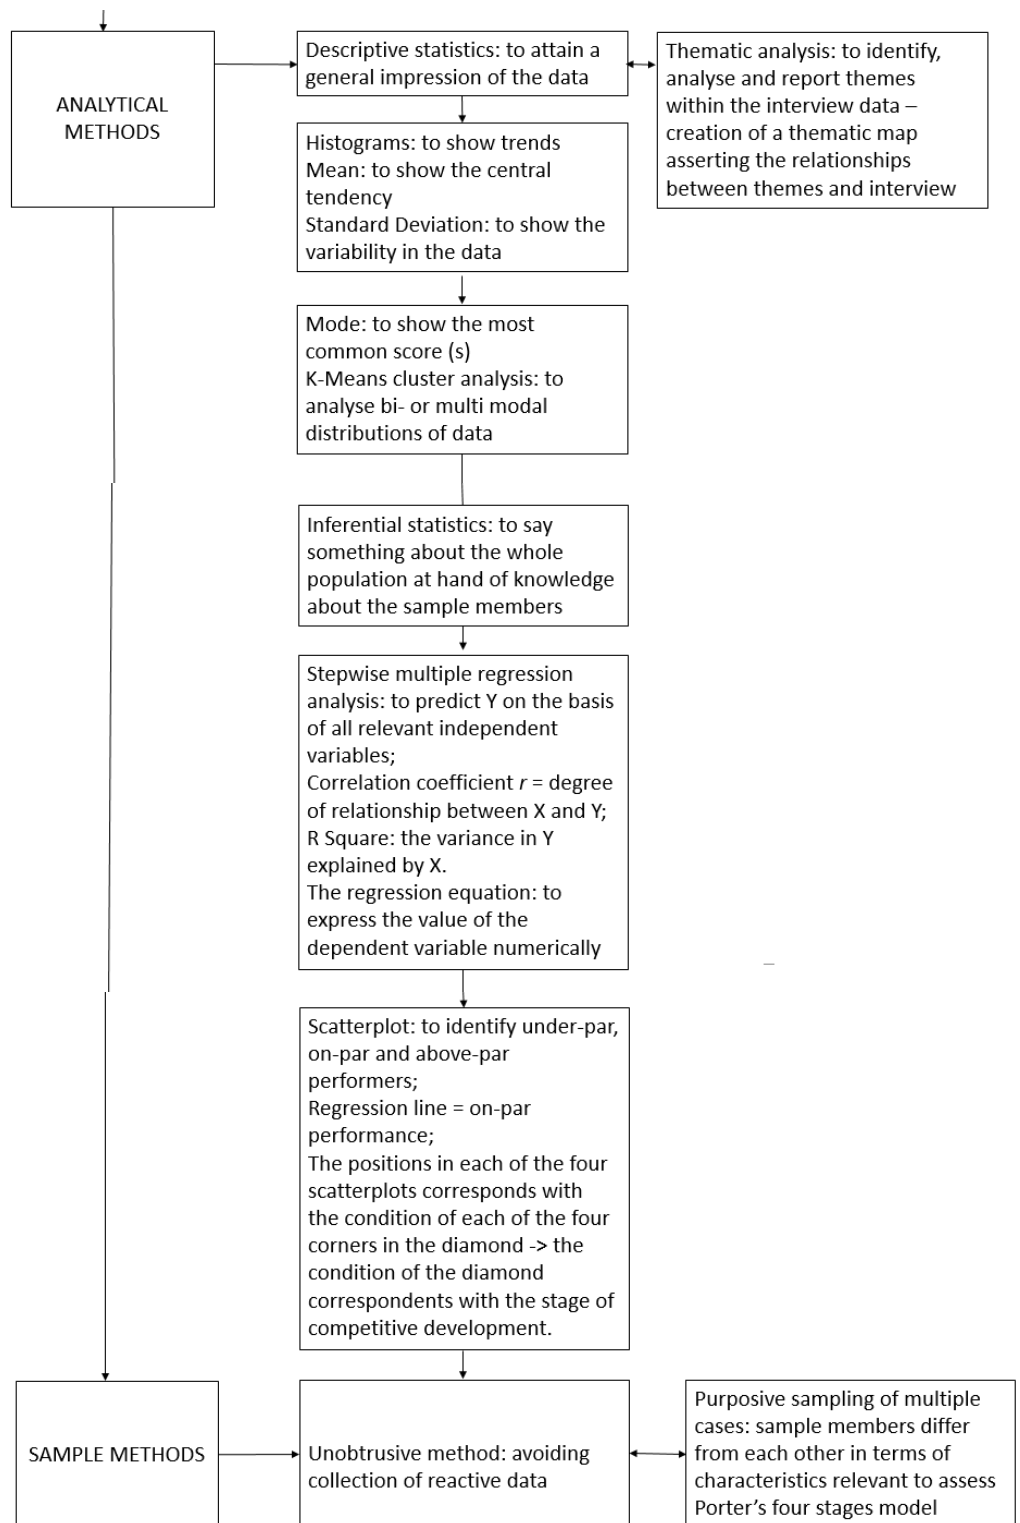 ANALYTICAL
METHODS
Descriptive statistics: to attain a
general impression of the data
Thematic analysis: to identify,
analyse and report themes
within the interview data –
creation of a thematic map
asserting the relationships
between themes and interview
Histograms: to show trends
Mean: to show the central
tendency
Standard Deviation: to show the
variability in the data
Mode: to show the most
common score (s)
K-Means cluster analysis: to
analyse bi- or multi modal
distributions of data
Inferential statistics: to say
something about the whole
population at hand of knowledge
about the sample members
Stepwise multiple regression
analysis: to predict Y on the basis
of all relevant independent
variables;
Correlation coefficient r = degree
of relationship between X and Y;
R Square: the variance in Y
explained by X.
The regression equation: to
express the value of the
dependent variable numerically
Scatterplot: to identify under-par,
on-par and above-par
performers;
Regression line = on-par
performance;
The positions in each of the four
scatterplots corresponds with
the condition of each of the four
corners in the diamond -> the
condition of the diamond
correspondents with the stage of
competitive development.
SAMPLE METHODS
Unobtrusive method: avoiding
collection of reactive data
Purposive sampling of multiple
cases: sample members differ
from each other in terms of
characteristics relevant to assess
Porter's four stages model